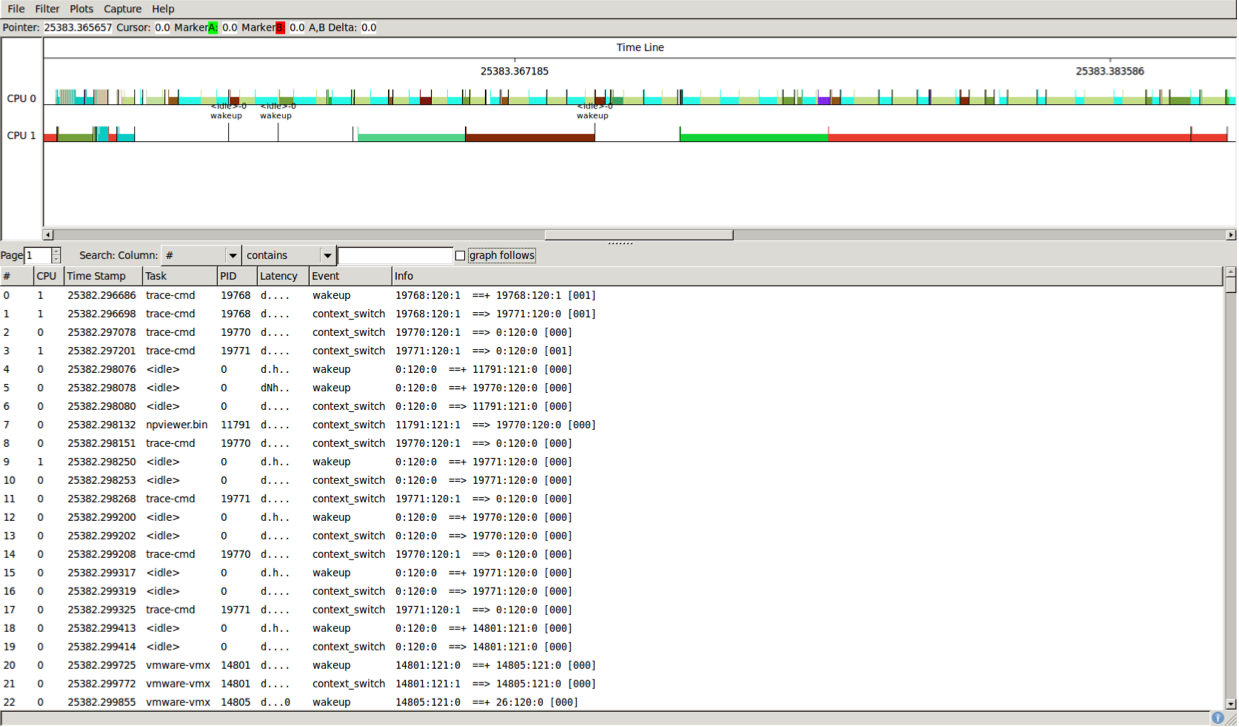 File Filter Plots Capture Help
Pointer: 25383.365657 Cursor: 0.0 MarkerA: 0.0 MarkerB: 0.0 A,B Delta: 0.0
Time Line
25383.367185 25383.383586
CPU 0
<idle>-0 <idle>-0 <idle>-0
wakeup wakeup wakeup
CPU 1
Page 1 Search: Column: # contains graph follows
# CPU Time Stamp Task PID Latency Event Info
0 1 25382.296686 trace-cmd 19768 d.... wakeup 19768:120:1 ==+ 19768:120:1 [001]
1 1 25382.296698 trace-cmd 19768 d.... context_switch 19768:120:1 ==> 19771:120:0 [001]
2 0 25382.297078 trace-cmd 19770 d.... context_switch 19770:120:1 ==> 0:120:0 [000]
3 1 25382.297201 trace-cmd 19771 d.... context_switch 19771:120:1 ==> 0:120:0 [001]
4 0 25382.298076 <idle> 0 d.h.. wakeup 0:120:0 ==+ 11791:121:0 [000]
5 0 25382.298078 <idle> 0 dNh.. wakeup 0:120:0 ==+ 19770:120:0 [000]
6 0 25382.298080 <idle> 0 d.... context_switch 0:120:0 ==> 11791:121:0 [000]
7 0 25382.298132 npviewer.bin 11791 d.... context_switch 11791:121:1 ==> 19770:120:0 [000]
8 0 25382.298151 trace-cmd 19770 d.... context_switch 19770:120:1 ==> 0:120:0 [000]
9 1 25382.298250 <idle> 0 d.h.. wakeup 0:120:0 ==+ 19771:120:0 [000]
10 0 25382.298253 <idle> 0 d.... context_switch 0:120:0 ==> 19771:120:0 [000]
11 0 25382.298268 trace-cmd 19771 d.... context_switch 19771:120:1 ==> 0:120:0 [000]
12 0 25382.299200 <idle> 0 d.h.. wakeup 0:120:0 ==+ 19770:120:0 [000]
13 0 25382.299202 <idle> 0 d.... context_switch 0:120:0 ==> 19770:120:0 [000]
14 0 25382.299208 trace-cmd 19770 d.... context_switch 19770:120:1 ==> 0:120:0 [000]
15 0 25382.299317 <idle> 0 d.h.. wakeup 0:120:0 ==+ 19771:120:0 [000]
16 0 25382.299319 <idle> 0 d.... context_switch 0:120:0 ==> 19771:120:0 [000]
17 0 25382.299325 trace-cmd 19771 d.... context_switch 19771:120:1 ==> 0:120:0 [000]
18 0 25382.299413 <idle> 0 d.h.. wakeup 0:120:0 ==+ 14801:121:0 [000]
19 0 25382.299414 <idle> 0 d.... context_switch 0:120:0 ==> 14801:121:0 [000]
20 0 25382.299725 vmware-vmx 14801 d.... wakeup 14801:121:0 ==+ 14805:121:0 [000]
21 0 25382.299772 vmware-vmx 14801 d.... context_switch 14801:121:1 ==> 14805:121:0 [000]
22 0 25382.299855 vmware-vmx 14805 d...0 wakeup 14805:121:0 ==+ 26:120:0 [000]